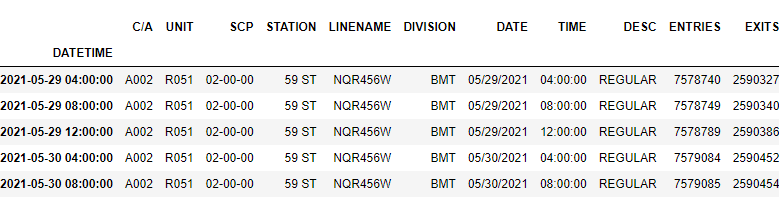 C/A UNIT SCP STATION LINENAME DIVISION DATE TIME DESC ENTRIES EXITS
DATETIME
2021-05-29 04:00:00 A002 R051 02-00-00 59 ST NQR456W BMT 05/29/2021 04:00:00 REGULAR 7578740 2590327
2021-05-29 08:00:00 A002 R051 02-00-00 59 ST NQR456W BMT 05/29/2021 08:00:00 REGULAR 7578749 2590340
2021-05-29 12:00:00 A002 R051 02-00-00 59 ST NQR456W BMT 05/29/2021 12:00:00 REGULAR 7578789 2590386
2021-05-30 04:00:00 A002 R051 02-00-00 59 ST NQR456W BMT 05/30/2021 04:00:00 REGULAR 7579084 2590452
2021-05-30 08:00:00 A002 R051 02-00-00 59 ST NQR456W BMT 05/30/2021 08:00:00 REGULAR 7579085 2590454